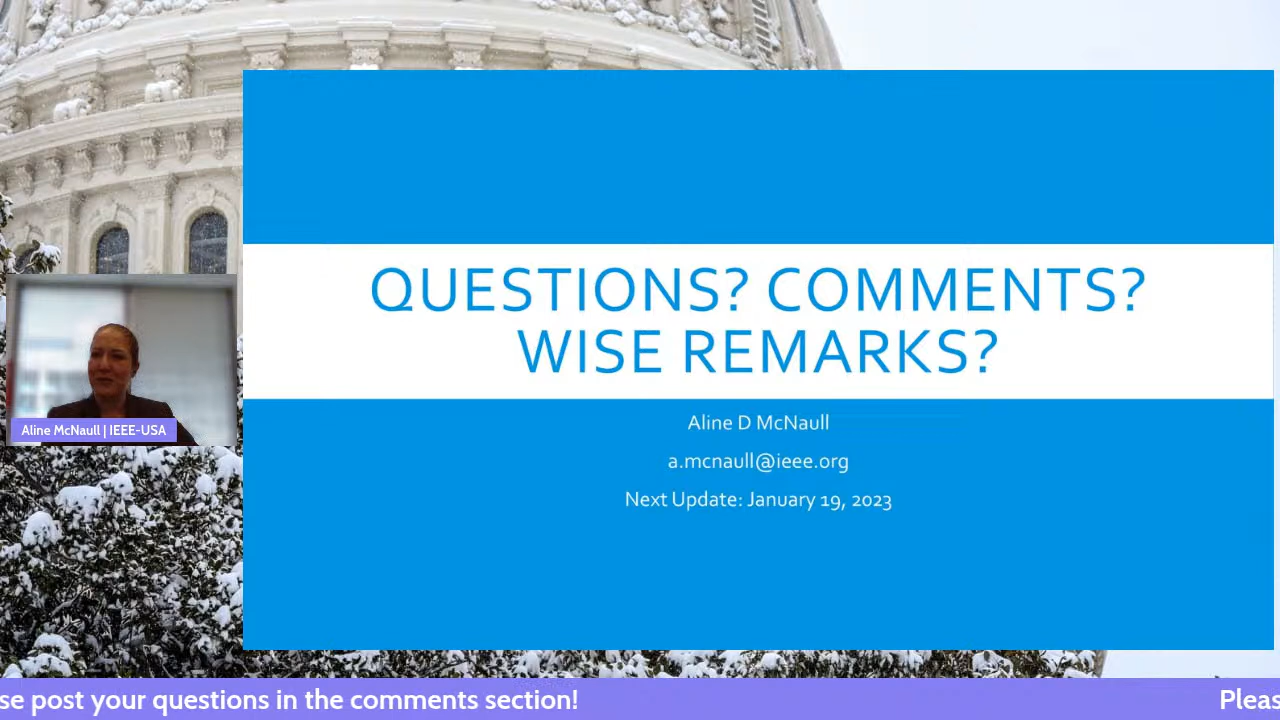 QUESTIONS? COMMENTS?
WISE REMARKS?
Aline D McNaull
a.mcnaull@ieee.org
Next Update: January 19, 2023
Aline McNaull | IEEE-USA
se post your questions in the comments section! Pleas